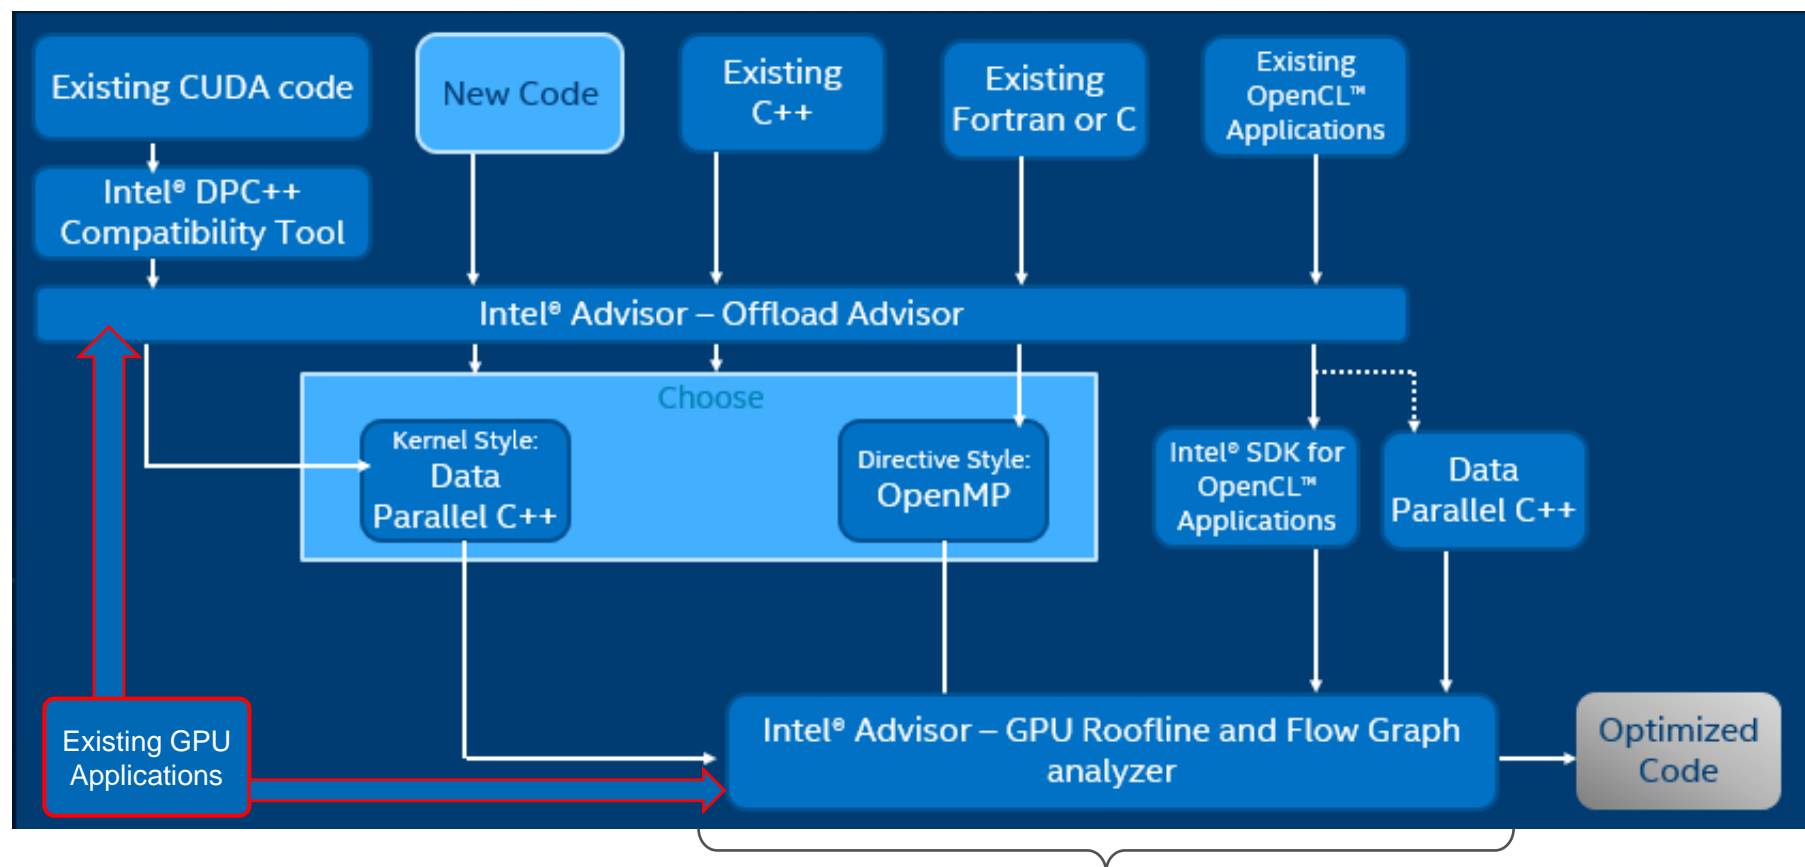 Existing CUDA code
New Code
Existing
C++
Existing
Fortran or C
Existing
OpenCL™
Applications
Intel® DPC++
Compatibility Tool
Intel® Advisor – Offload Advisor
Choose
Kernel Style:
Data
Parallel C++
Directive Style:
OpenMP
Intel® SDK for
OpenCL™
Applications
Data
Parallel C++
Existing GPU
Applications
Intel® Advisor – GPU Roofline and Flow Graph
analyzer
Optimized
Code